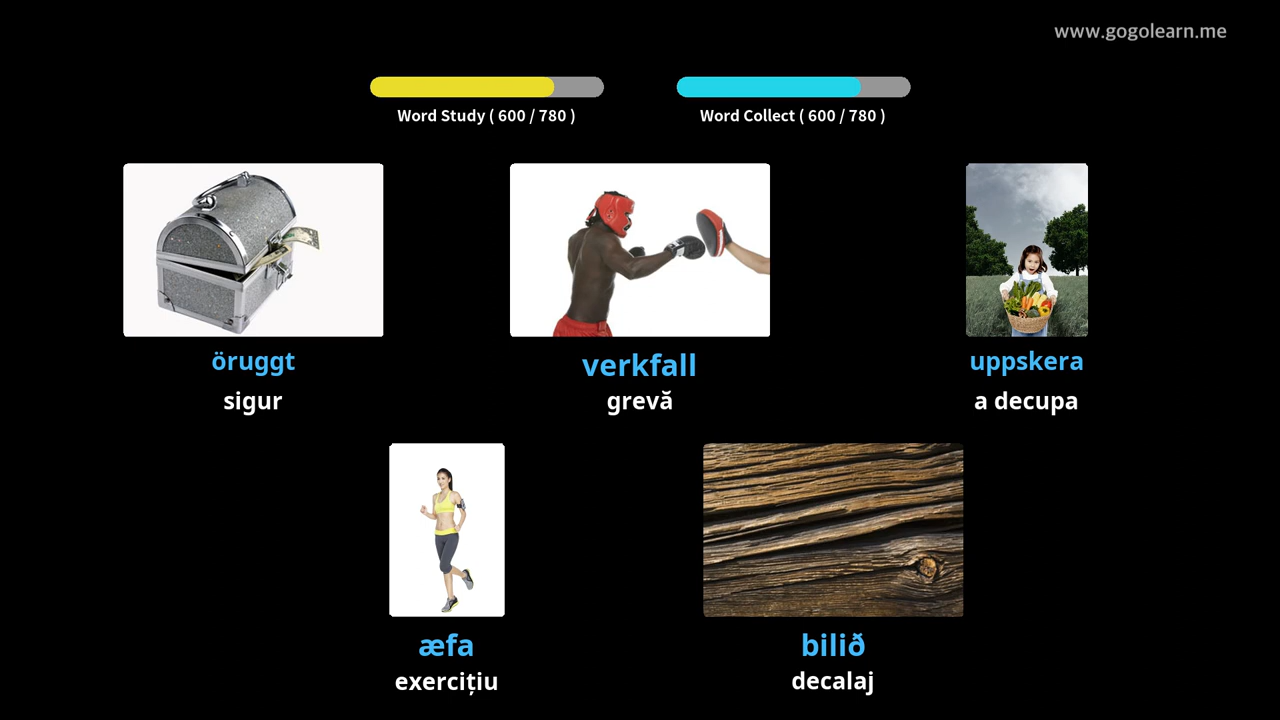 www.gogolearn.me
Word Study ( 600 / 780 )
Word Collect ( 600 / 780 )
öruggt
sigur
verkfall
grevă
uppskera
a decupa
æfa
exercițiu
bilið
decalaj